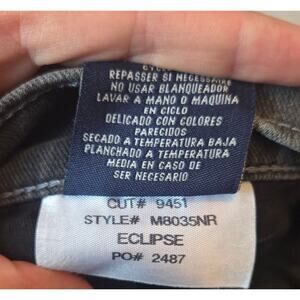 REPASSER SI NECESSAIRE
NO USAR BLANQUEADOR
LAVAR A MANO O MAQUINA
EN CICLO
DELICADO CON COLORES
PARECIDOS
SECADO A TEMPERATURA BAJA
PLANCHADO A TEMPERATURA
MEDIA EN CASO DE
SER NECESARIO
CUT# 9451
STYLE# M8035NR
ECLIPSE
PO# 2487